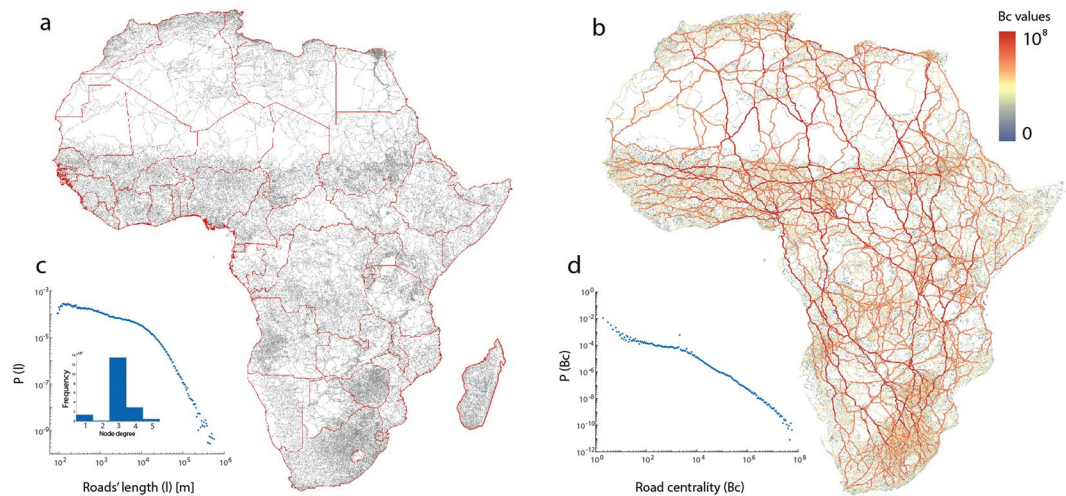 a
b
Bc values
10⁸
0
c
10⁻³
10⁻⁵
10⁻⁷
10⁻⁹
P (l)
Frequency
14
1
2
3
4
5
Node degree
10²
10³
10⁴
10⁵
10⁶
Roads' length (l) [m]
d
10⁰
10⁻²
10⁻⁴
10⁻⁶
10⁻⁸
10⁻¹⁰
10⁻¹²
P (Bc)
10⁰
10²
10⁴
10⁶
10⁸
Road centrality (Bc)